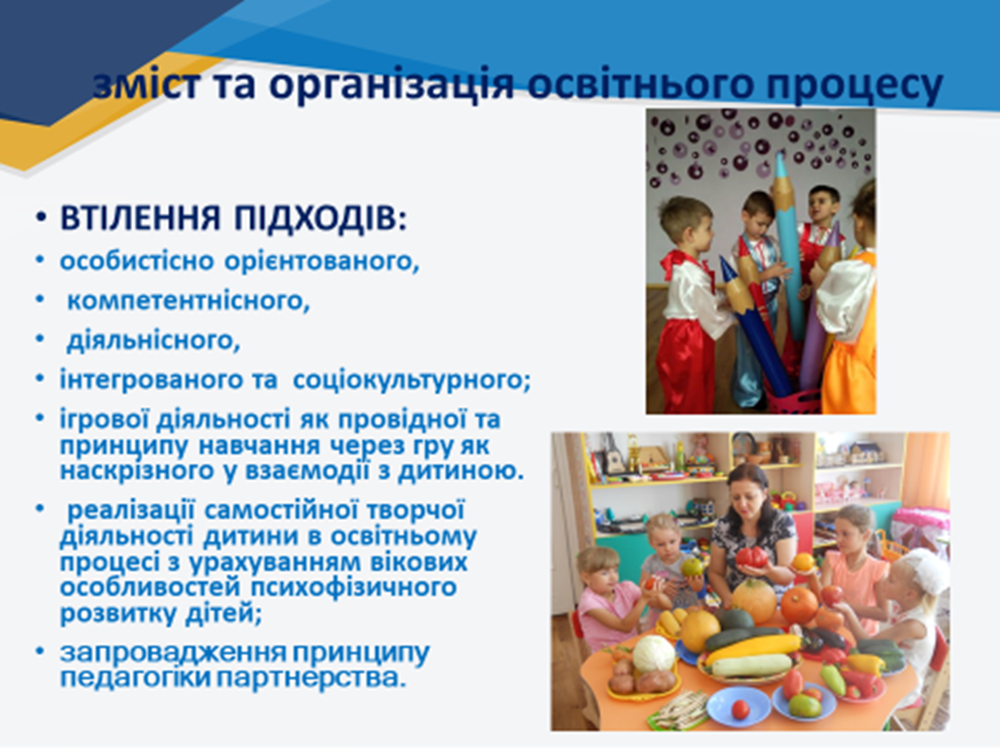 зміст та організація освітнього процесу
• ВТІЛЕННЯ ПІДХОДІВ:
• особистісно орієнтованого,
• компетентнісного,
• діяльнісного,
• інтегрованого та соціокультурного;
• ігрової діяльності як провідної та
принципу навчання через гру як
наскрізного у взаємодії з дитиною.
• реалізації самостійної творчої
діяльності дитини в освітньому
процесі з урахуванням вікових
особливостей психофізичного
розвитку дітей;
• запровадження принципу
педагогіки партнерства.